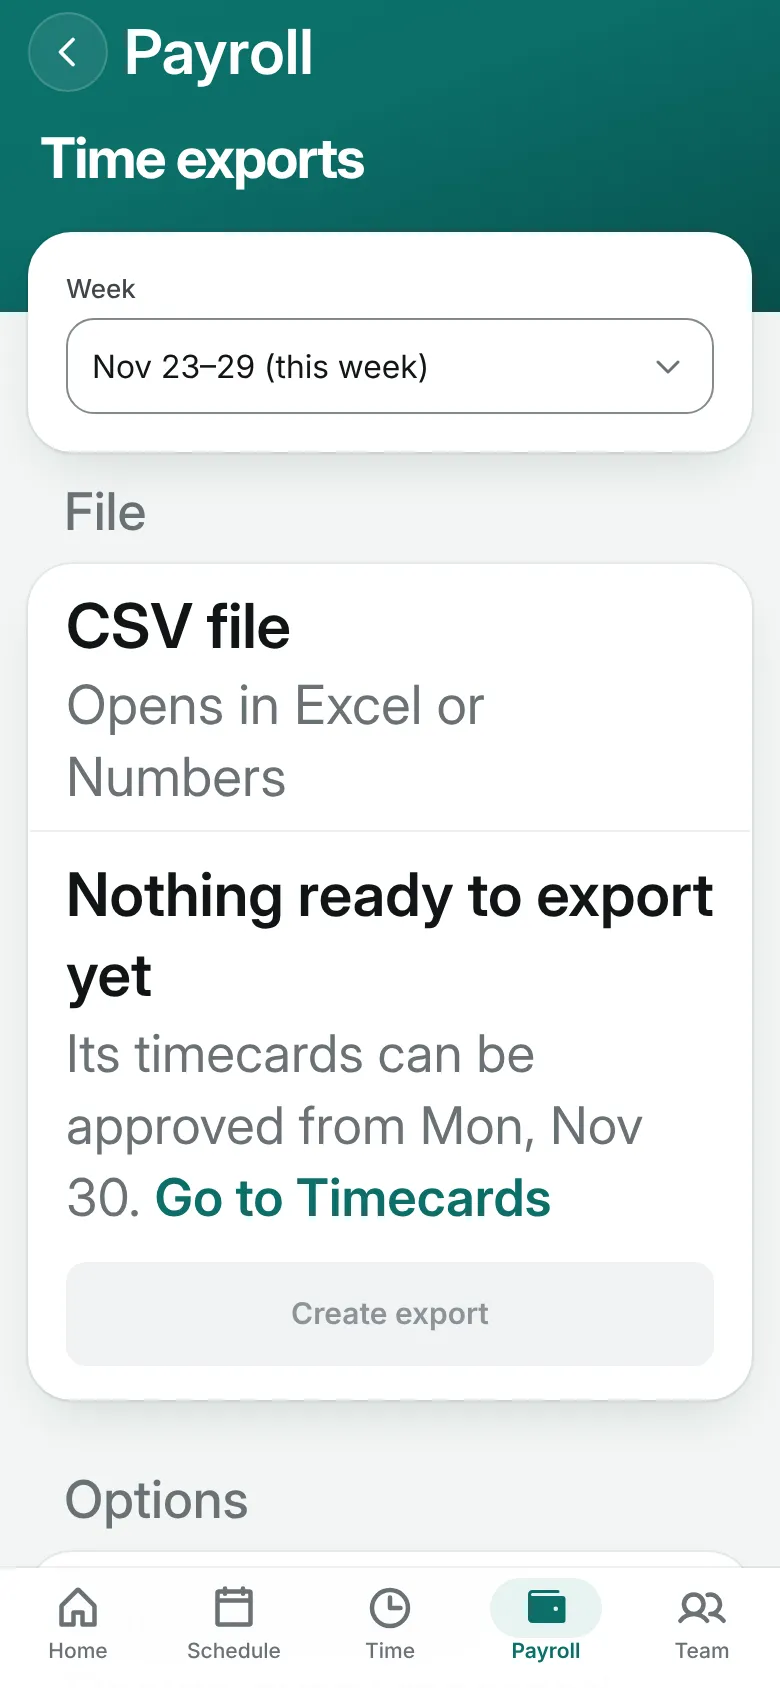 Payroll
Time exports
Week
Nov 23–29 (this week)
File
CSV file
Opens in Excel or
Numbers
Nothing ready to export
yet
Its timecards can be
approved from Mon, Nov
30. Go to Timecards
Create export
Options
Home
Schedule
Time
Payroll
Team